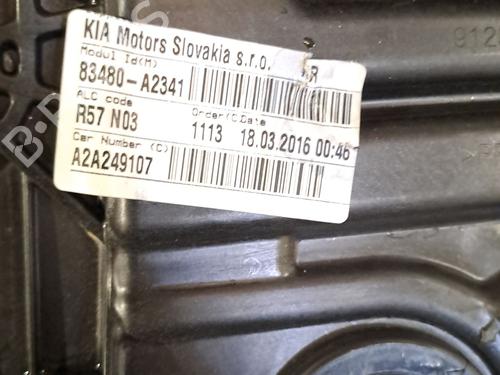 KIA Motors Slovakia s.r.o.
Modul Id(M)
83480-A2341
ALC code
Order(C)Date
R57 N03
1113 18.03.2016 00:46
Car Number (C)
A2A249107